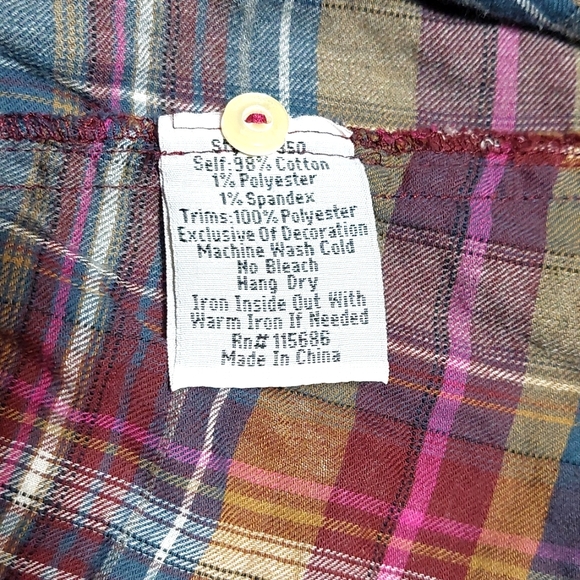 Self:98% Cotton
1% Polyester
1% Spandex
Trims:100% Polyester
Exclusive Of Decoration
Machine Wash Cold
No Bleach
Hang Dry
Iron Inside Out With
Warm Iron If Needed
Rn# 115686
Made In China